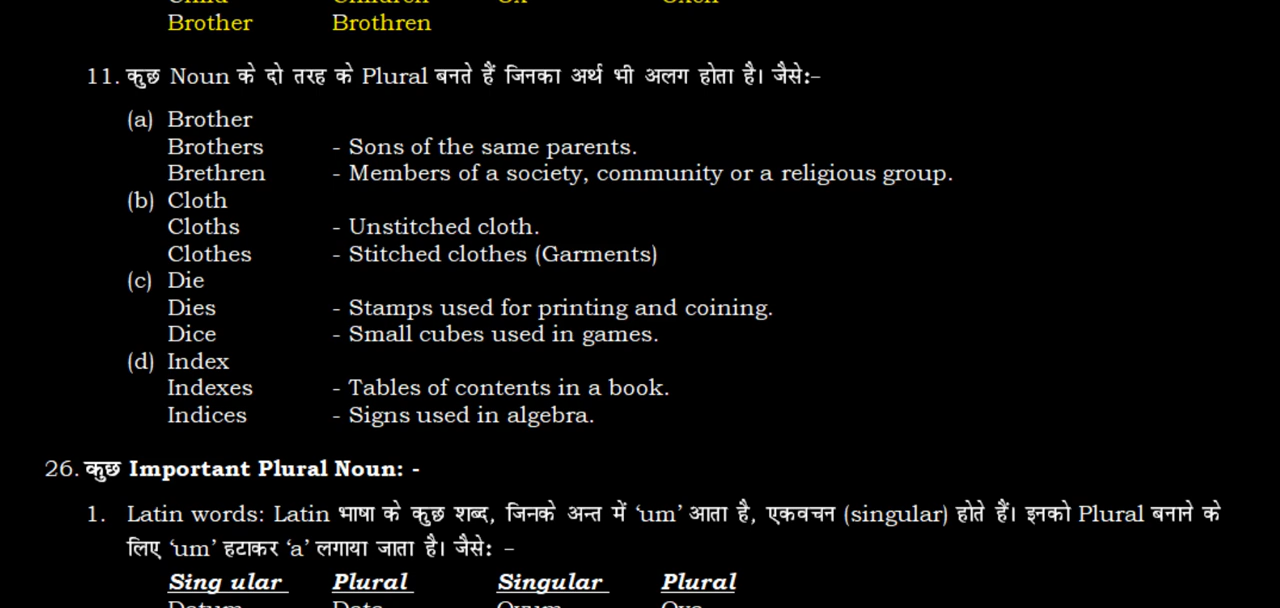 Brother Brothren
11. कुछ Noun के दो तरह के Plural बनते हैं जिनका अर्थ भी अलग होता है। जैसे:–
(a) Brother
Brothers - Sons of the same parents.
Brethren - Members of a society, community or a religious group.
(b) Cloth
Cloths - Unstitched cloth.
Clothes - Stitched clothes (Garments)
(c) Die
Dies - Stamps used for printing and coining.
Dice - Small cubes used in games.
(d) Index
Indexes - Tables of contents in a book.
Indices - Signs used in algebra.
26. कुछ Important Plural Noun: -
1. Latin words: Latin भाषा के कुछ शब्द, जिनके अन्त में ‘um’ आता है, एकवचन (singular) होते हैं। इनको Plural बनाने के
लिए ‘um’ हटाकर ‘a’ लगाया जाता है। जैसे: –
Sing ular Plural Singular Plural